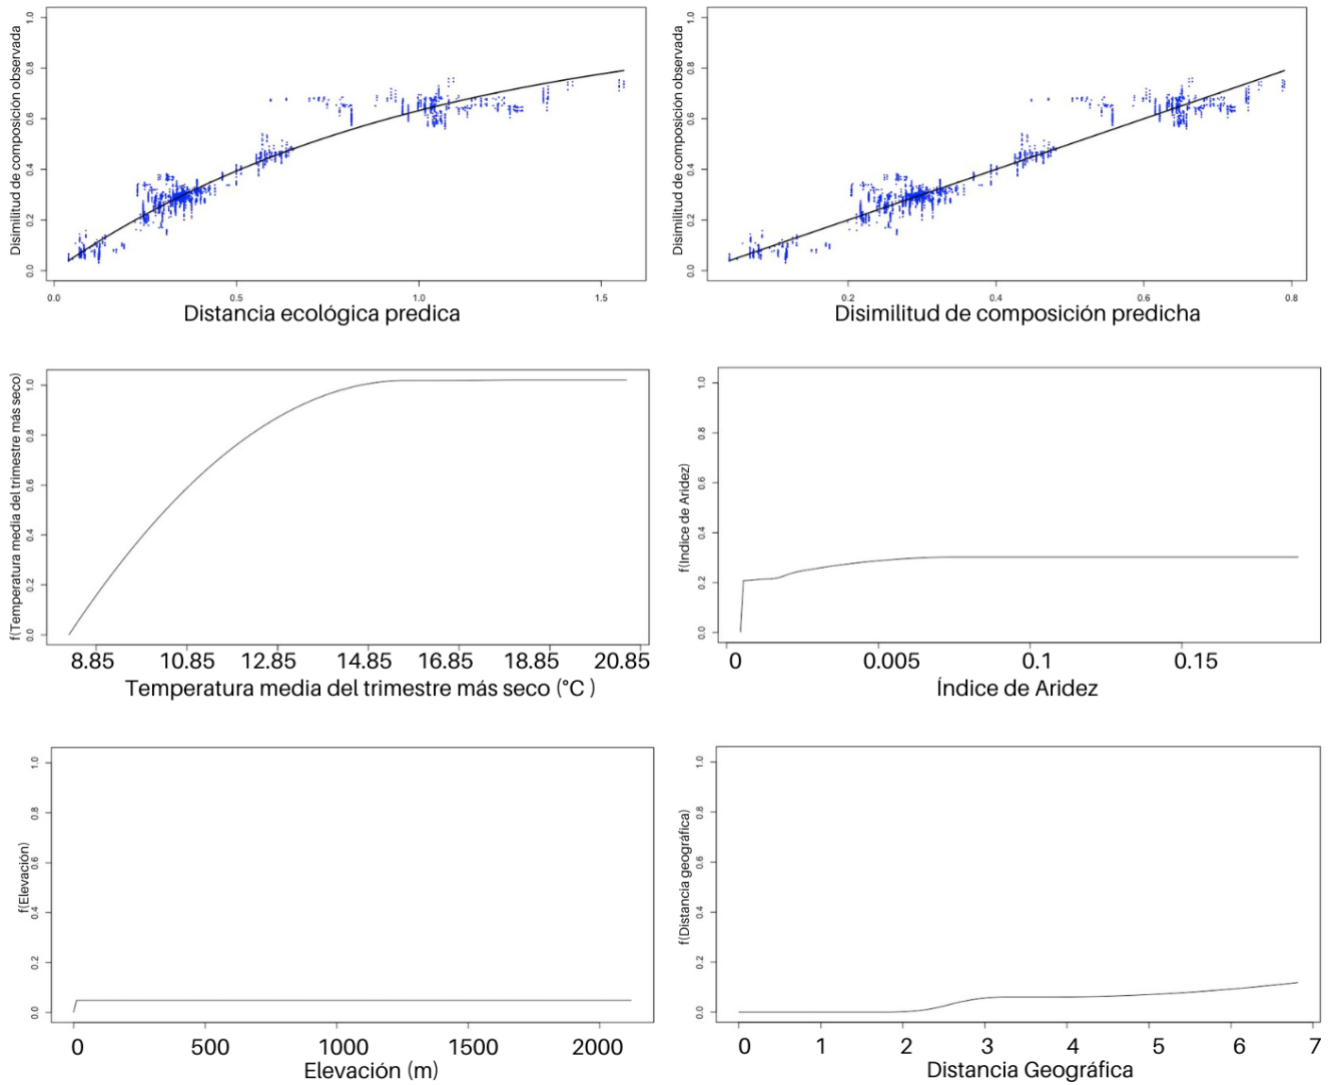 Disimilitud de composición observada
1.0
0.8
0.6
0.4
0.2
0.0
0.0 0.5 1.0 1.5
Distancia ecológica predica
Disimilitud de composición observada
1.0
0.8
0.6
0.4
0.2
0.0
0.2 0.4 0.6 0.8
Disimilitud de composición predicha
f(Temperatura media del trimestre más seco)
1.0
0.8
0.6
0.4
0.2
0.0
8.85 10.85 12.85 14.85 16.85 18.85 20.85
Temperatura media del trimestre más seco (°C )
f(Indice de Aridez)
1.0
0.8
0.6
0.4
0.2
0.0
0 0.005 0.1 0.15
Índice de Aridez
f(Elevación)
1.0
0.8
0.6
0.4
0.2
0.0
0 500 1000 1500 2000
Elevación (m)
f(Distancia geográfica)
1.0
0.8
0.6
0.4
0.2
0.0
0 1 2 3 4 5 6 7
Distancia Geográfica